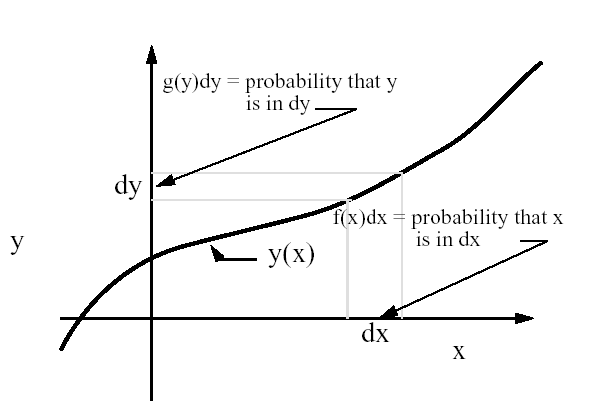 g(y)dy = probability that y
is in dy
dy
f(x)dx = probability that x
is in dx
y
y(x)
dx
x